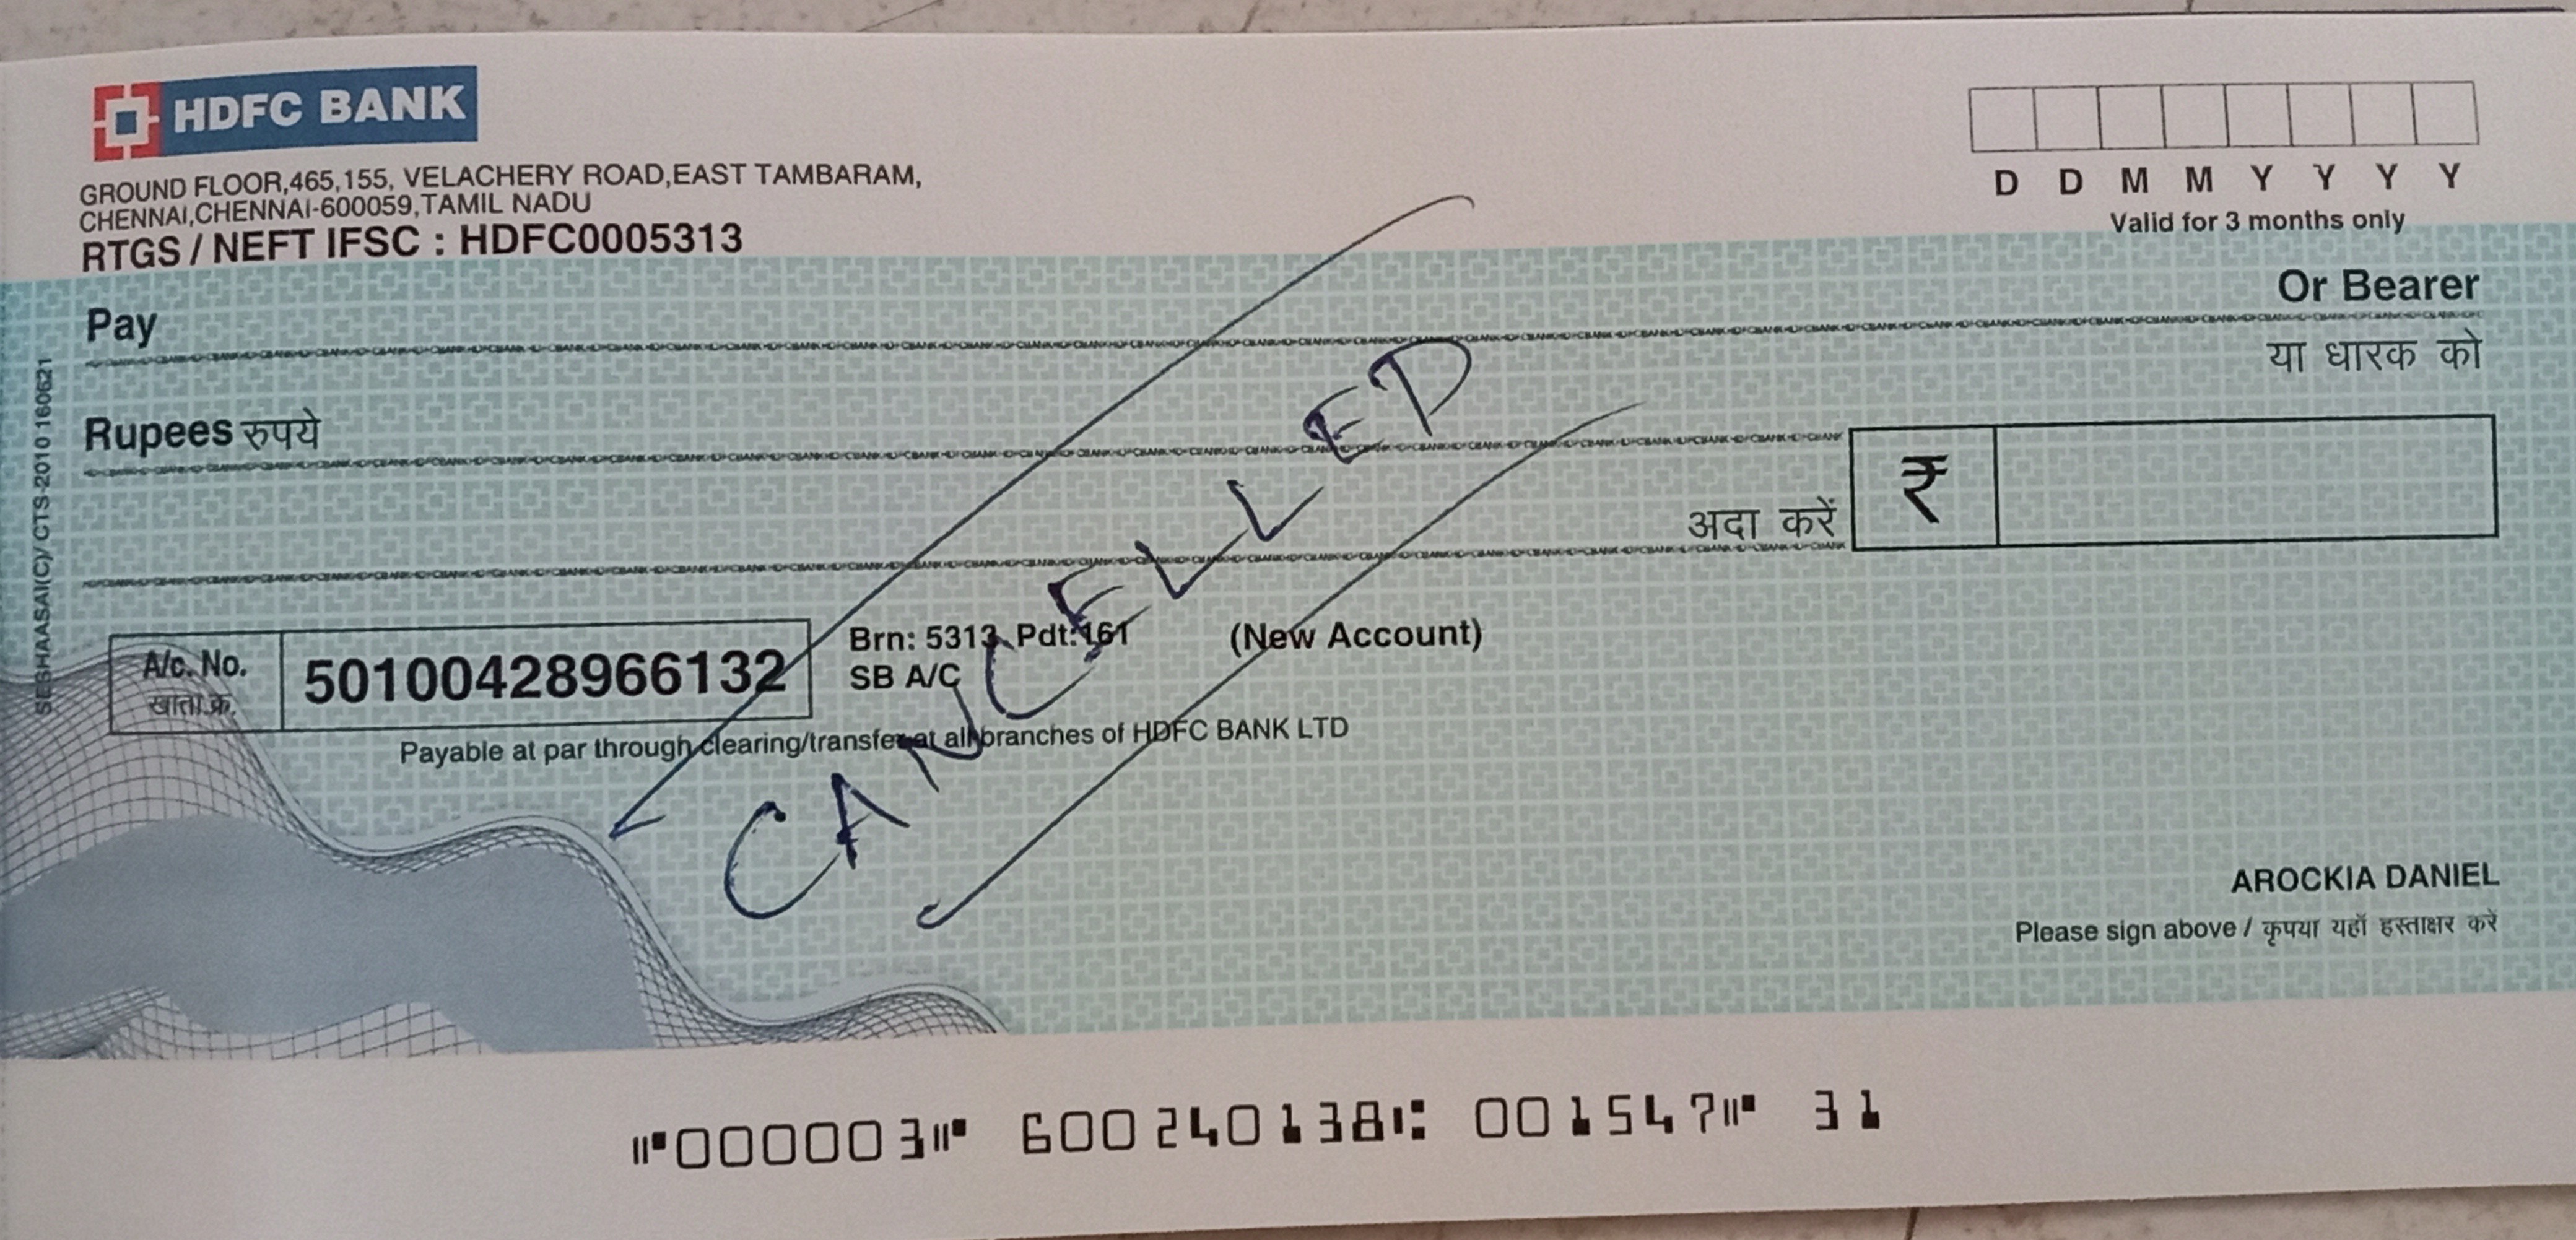 HDFC BANK
GROUND FLOOR,465,155, VELACHERY ROAD,EAST TAMBARAM,
CHENNAI,CHENNAI-600059,TAMIL NADU
RTGS / NEFT IFSC : HDFC0005313
D D M M Y Y Y Y
Valid for 3 months only
Pay
Or Bearer
या धारक को
Rupees रुपये
अदा करें
₹
CANCELLED
A/c. No.
खाता क्र.
50100428966132
Brn: 5313 Pdt:161
(New Account)
SB A/C
Payable at par through clearing/transfer at all branches of HDFC BANK LTD
AROCKIA DANIEL
Please sign above / कृपया यहाँ हस्ताक्षर करें
SESHAASAI(C)/ CTS-2010 160621
⑈000003⑈ 600240138⑆ 001547⑈ 31